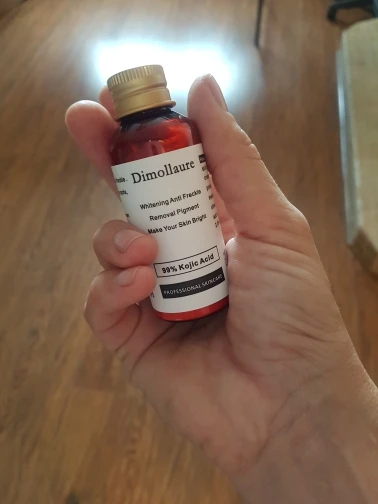 Dimollaure
Whitening Anti Freckle
Removal Pigment
Make Your Skin Bright
99% Kojic Acid
PROFESSIONAL SKINCARE